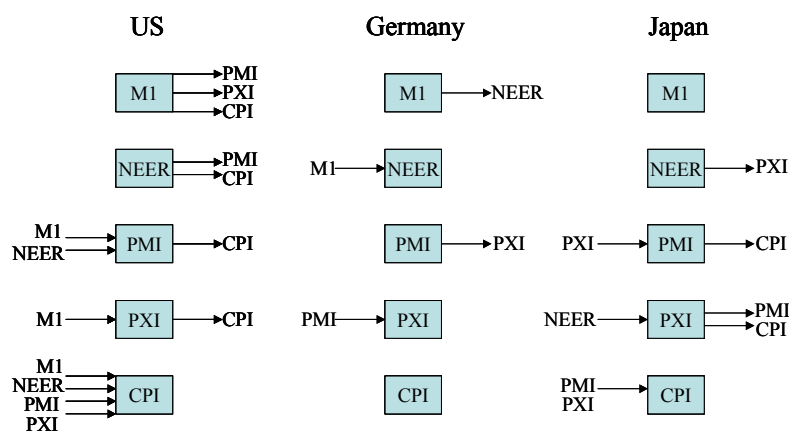 US Germany Japan
M1 PMI
PXI
CPI
M1 NEER
M1
NEER PMI
CPI
M1 NEER
NEER PXI
M1
NEER PMI CPI
PMI PXI
PXI PMI CPI
M1 PXI CPI
PMI PXI
NEER PXI PMI
CPI
M1
NEER
PMI
PXI CPI
CPI
PMI
PXI CPI